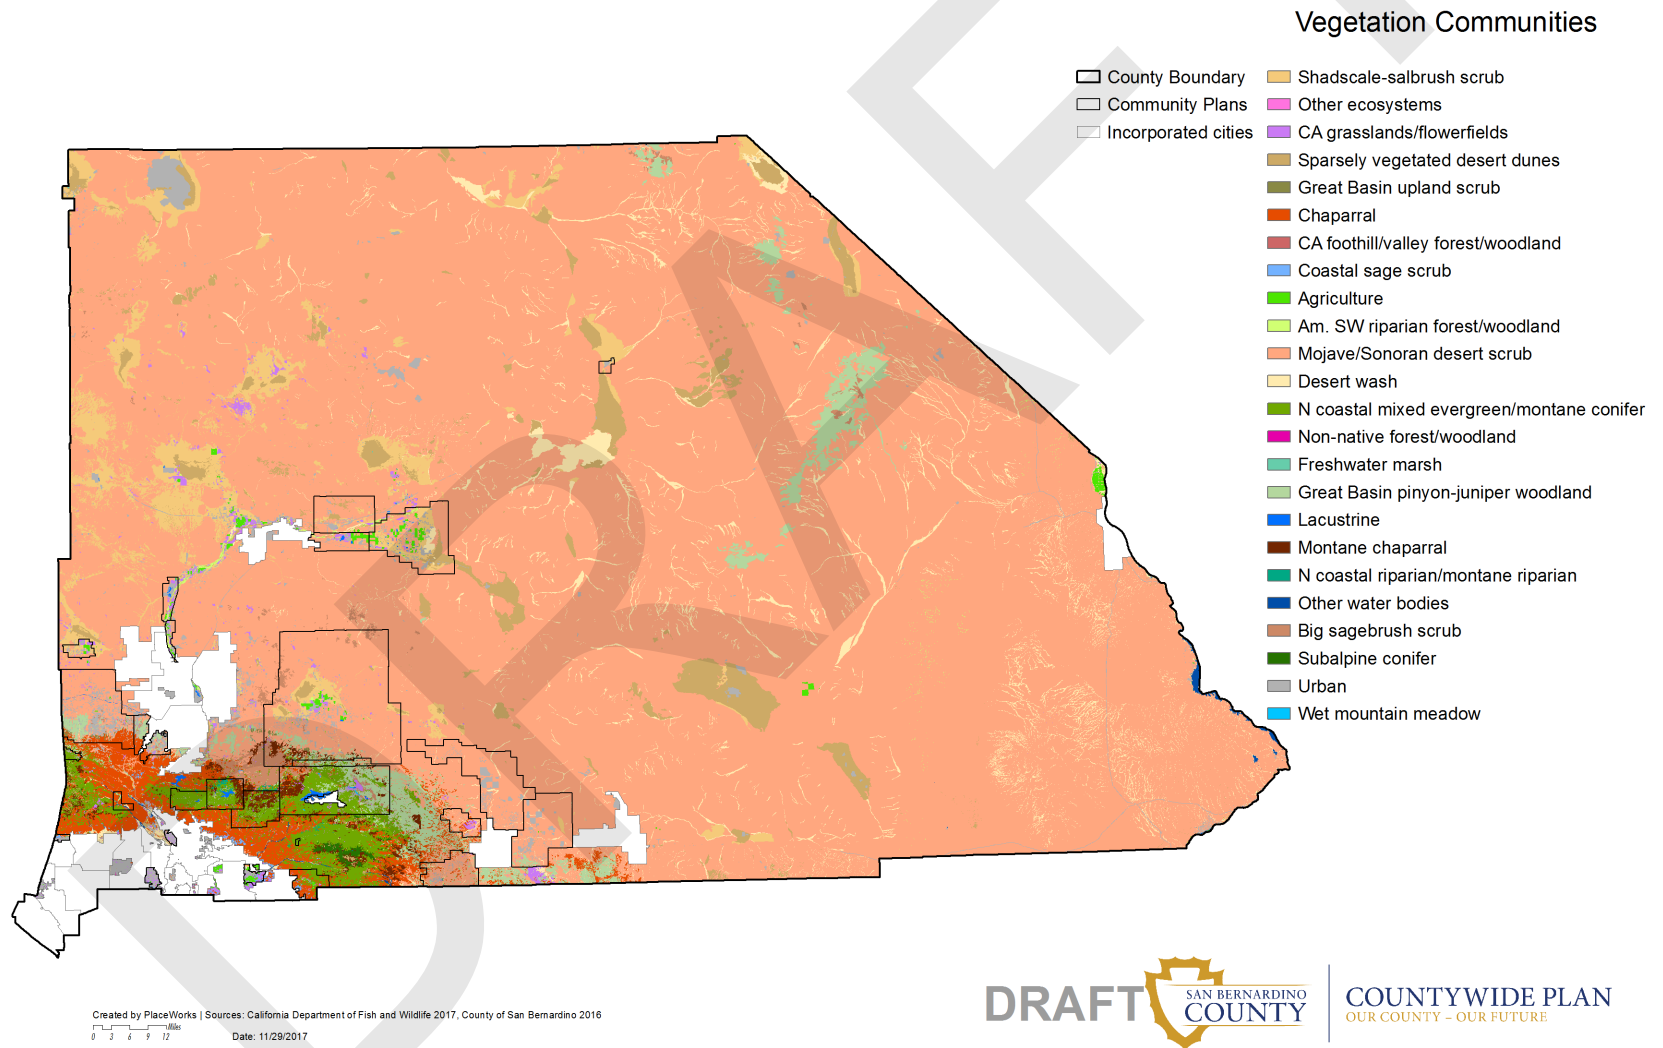 Vegetation Communities
County Boundary
Community Plans
Incorporated cities
Shadscale-salbrush scrub
Other ecosystems
CA grasslands/flowerfields
Sparsely vegetated desert dunes
Great Basin upland scrub
Chaparral
CA foothill/valley forest/woodland
Coastal sage scrub
Agriculture
Am. SW riparian forest/woodland
Mojave/Sonoran desert scrub
Desert wash
N coastal mixed evergreen/montane conifer
Non-native forest/woodland
Freshwater marsh
Great Basin pinyon-juniper woodland
Lacustrine
Montane chaparral
N coastal riparian/montane riparian
Other water bodies
Big sagebrush scrub
Subalpine conifer
Urban
Wet mountain meadow
DRAFT
Created by PlaceWorks | Sources: California Department of Fish and Wildlife 2017, County of San Bernardino 2016
Miles
0 3 6 9 12
Date: 11/29/2017
DRAFT
SAN BERNARDINO
COUNTY
COUNTYWIDE PLAN
OUR COUNTY – OUR FUTURE